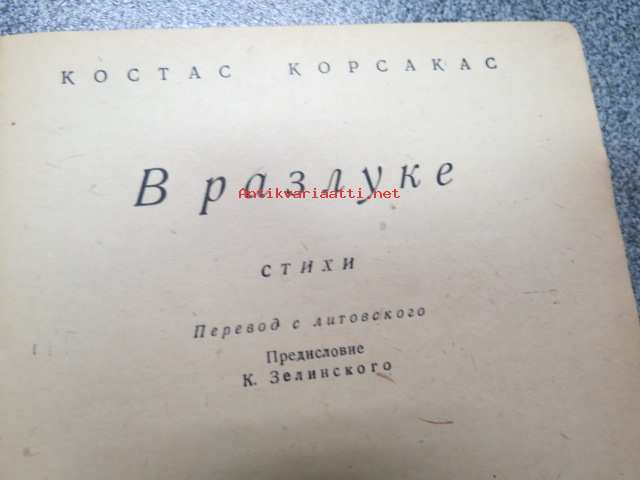 КОСТАС КОРСАКАС
В разлуке
Antikvariaatti.net
СТИХИ
Перевод с литовского
Предисловие
К. Зелинского